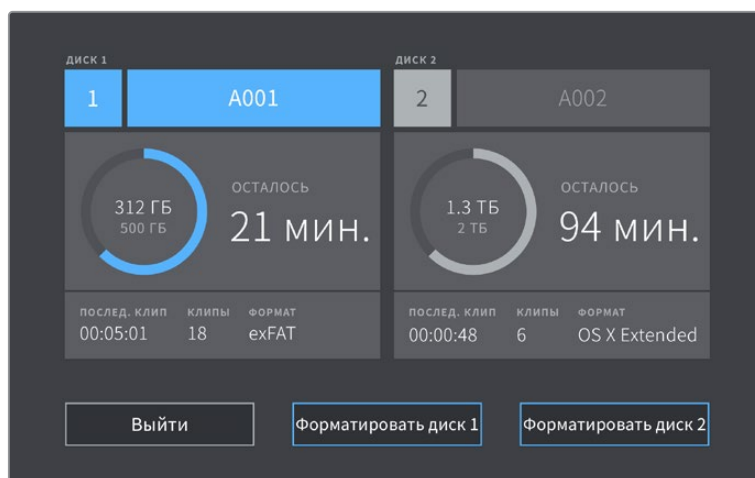 ДИСК 1
1
A001
312 ГБ
500 ГБ
ОСТАЛОСЬ
21 мин.
ПОСЛЕД. КЛИП КЛИПЫ ФОРМАТ
00:05:01 18 exFAT
ДИСК 2
2
A002
1.3 ТБ
2 ТБ
ОСТАЛОСЬ
94 мин.
ПОСЛЕД. КЛИП КЛИПЫ ФОРМАТ
00:00:48 6 OS X Extended
Выйти
Форматировать диск 1
Форматировать диск 2